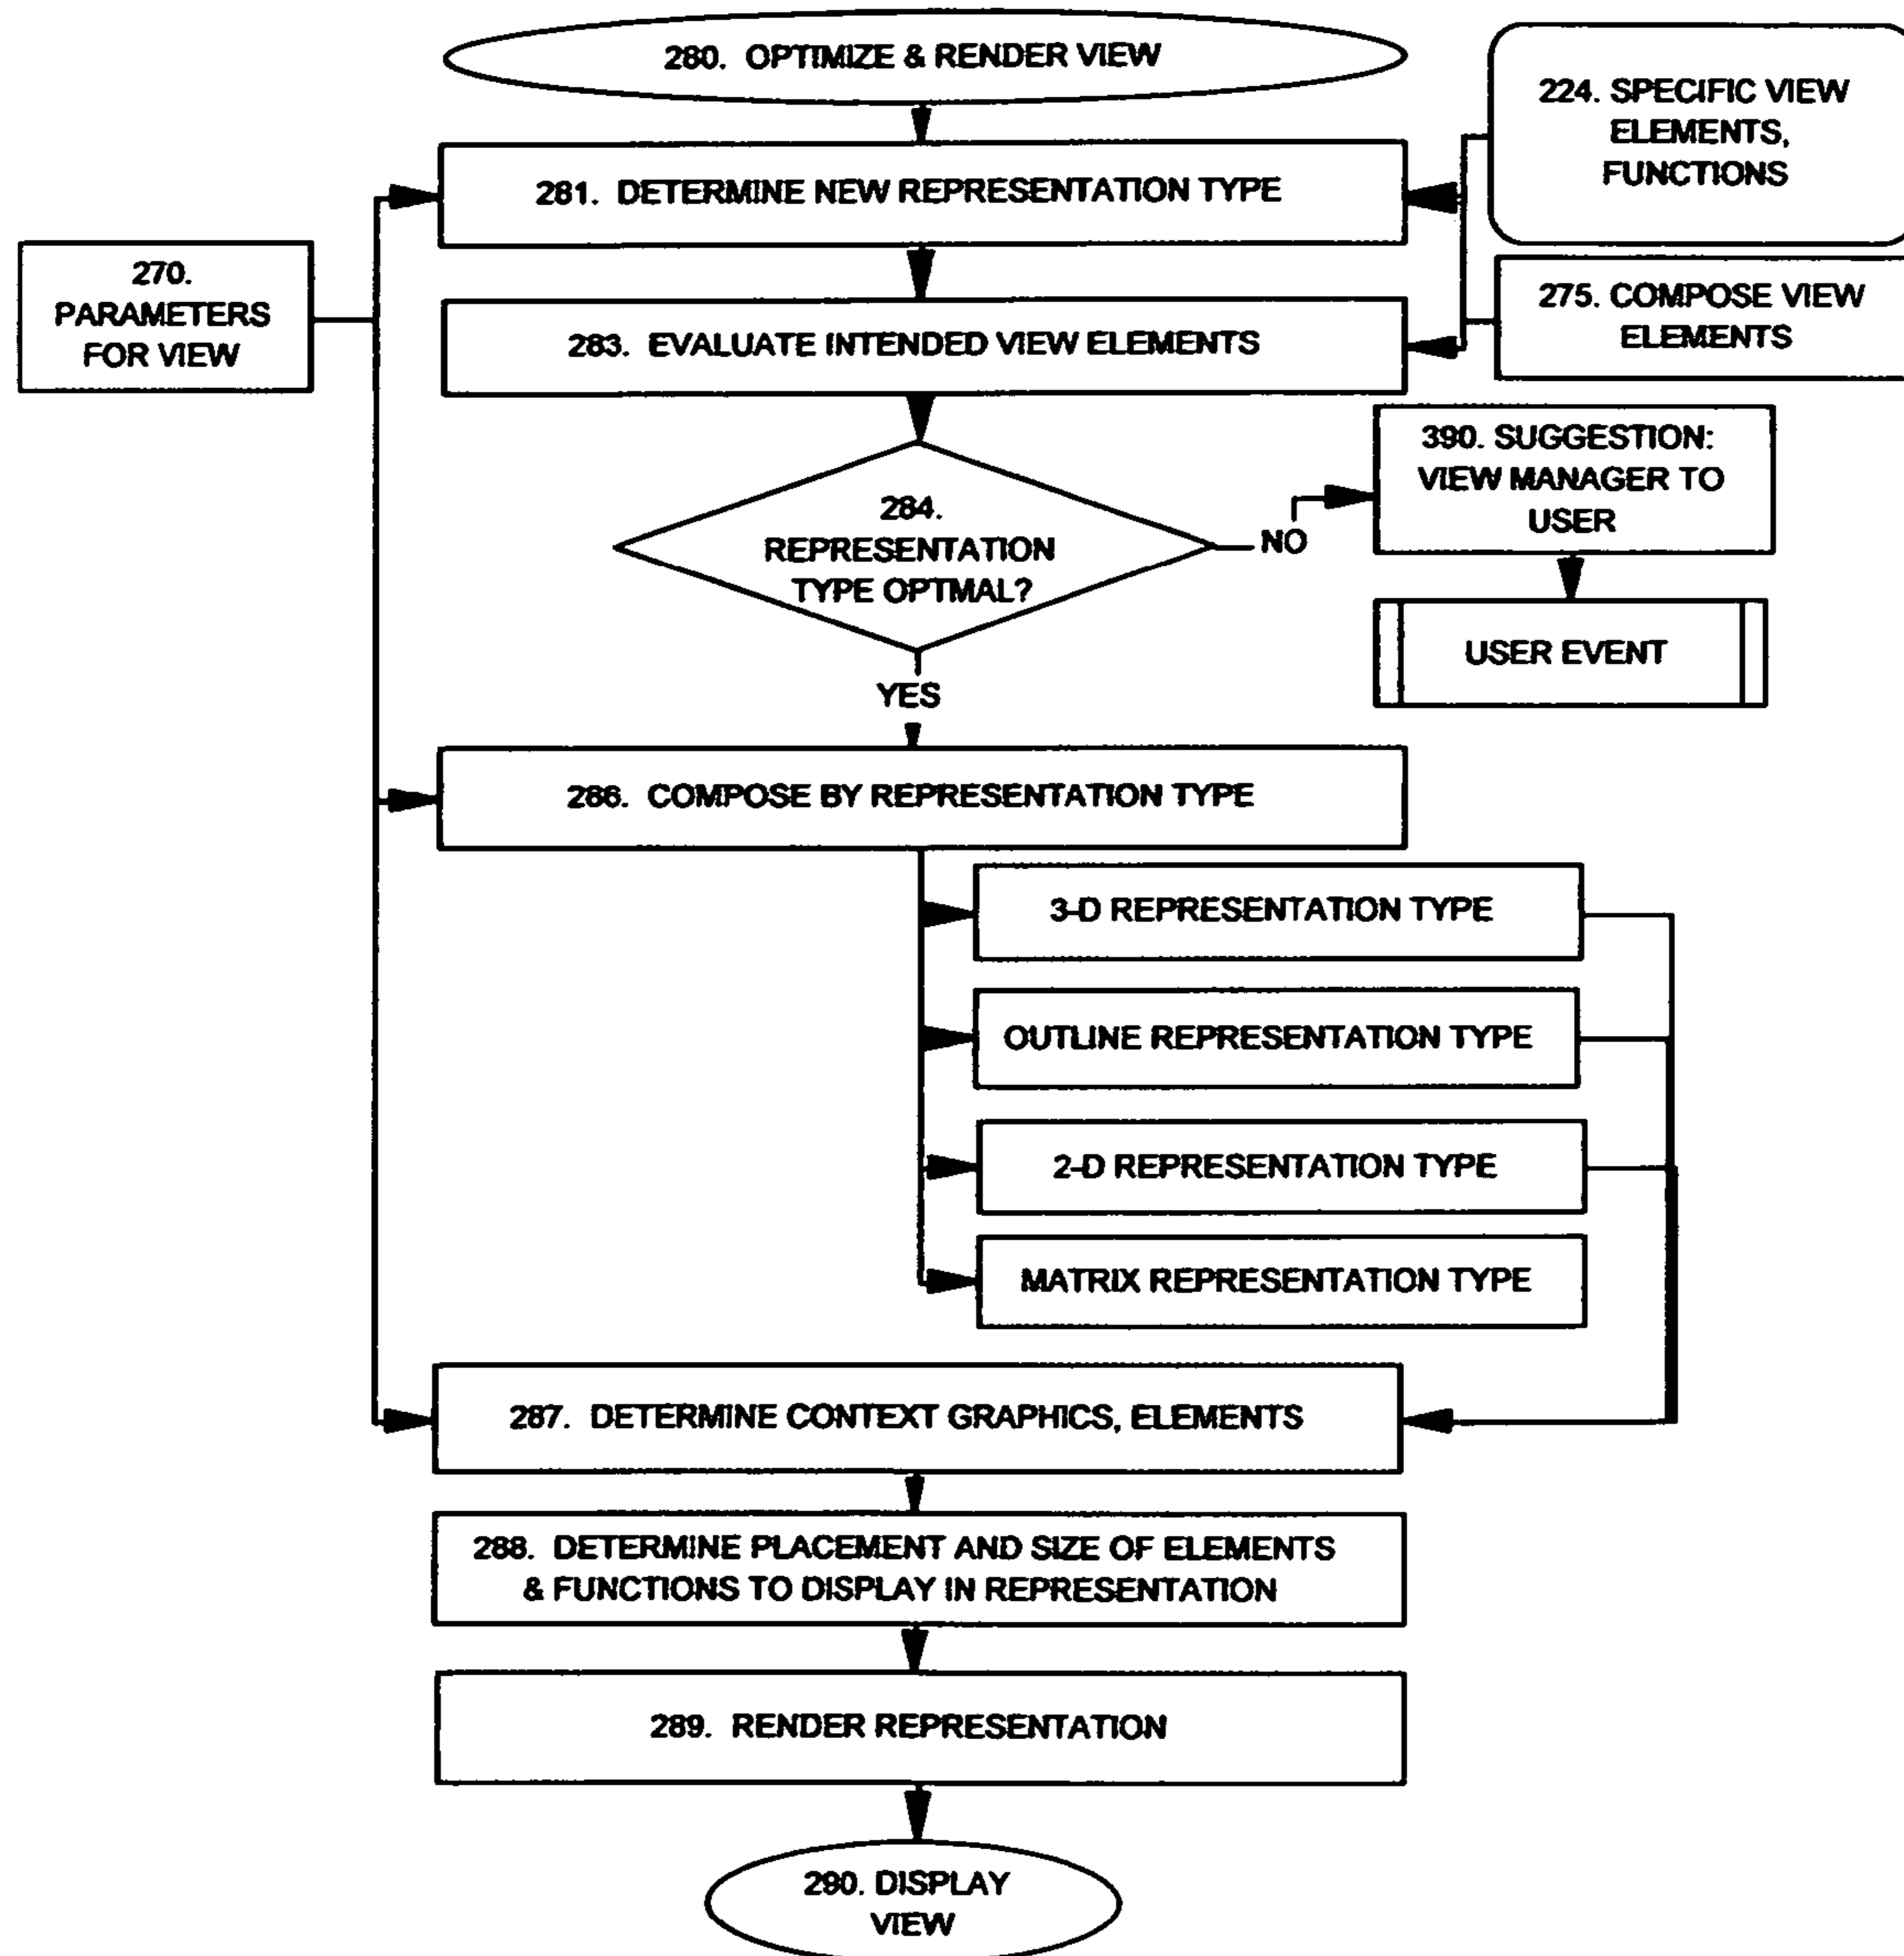 280. OPTIMIZE & RENDER VIEW
224. SPECIFIC VIEW
ELEMENTS,
FUNCTIONS
281. DETERMINE NEW REPRESENTATION TYPE
270.
PARAMETERS
FOR VIEW
275. COMPOSE VIEW
ELEMENTS
283. EVALUATE INTENDED VIEW ELEMENTS
390. SUGGESTION:
VIEW MANAGER TO
USER
284.
REPRESENTATION
TYPE OPTMAL?
NO
USER EVENT
YES
286. COMPOSE BY REPRESENTATION TYPE
3-D REPRESENTATION TYPE
OUTLINE REPRESENTATION TYPE
2-D REPRESENTATION TYPE
MATRIX REPRESENTATION TYPE
287. DETERMINE CONTEXT GRAPHICS, ELEMENTS
288. DETERMINE PLACEMENT AND SIZE OF ELEMENTS
& FUNCTIONS TO DISPLAY IN REPRESENTATION
289. RENDER REPRESENTATION
290. DISPLAY
VIEW